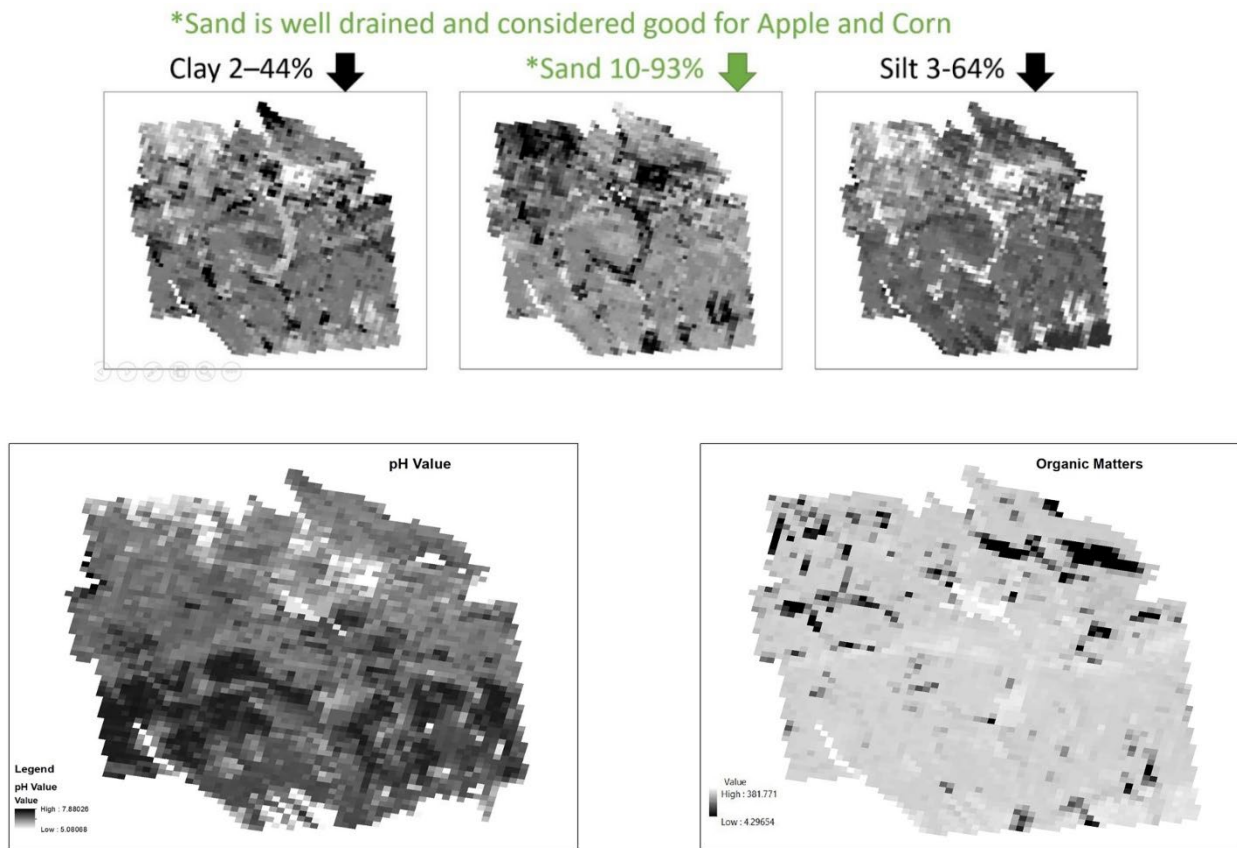 *Sand is well drained and considered good for Apple and Corn
Clay 2–44%
*Sand 10-93%
Silt 3-64%
pH Value
Organic Matters
Legend
pH Value
Value
High : 7.88026
Low : 5.08088
Value
High : 381.771
Low : 4.29654